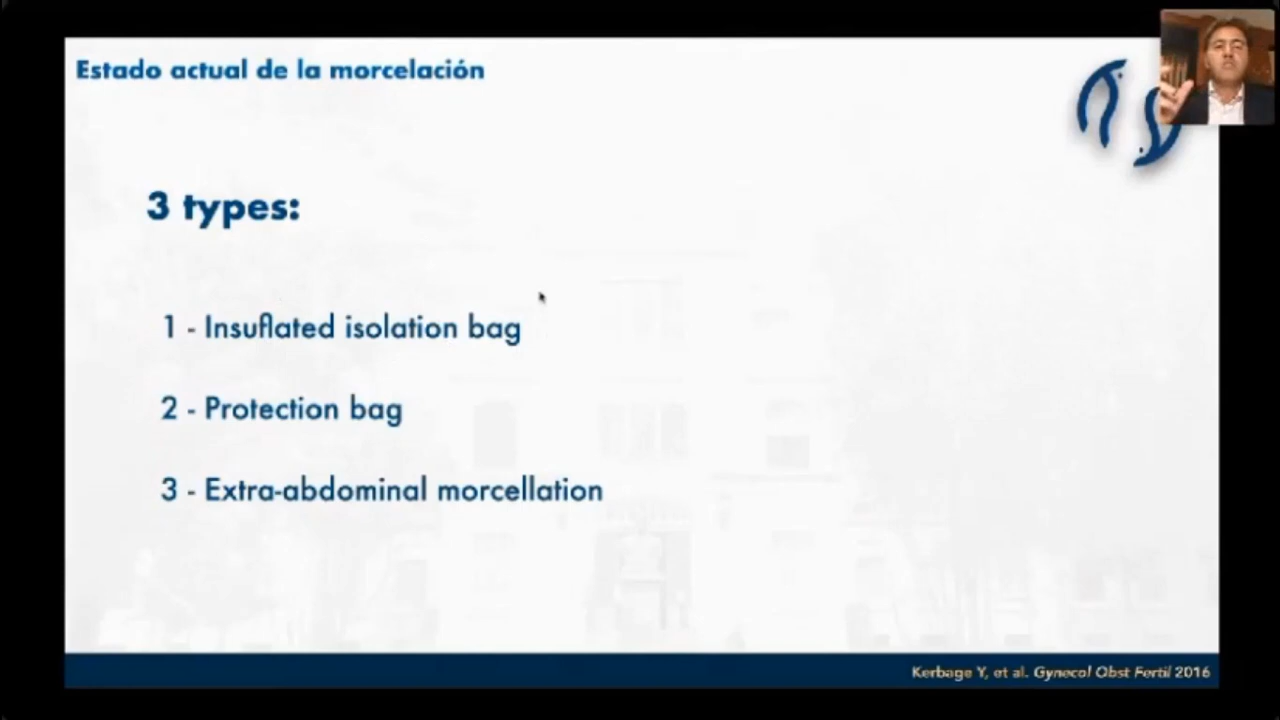 Estado actual de la morcelación
3 types:
1 - Insuflated isolation bag
2 - Protection bag
3 - Extra-abdominal morcellation
Kerbage Y, et al. Gynecol Obst Fertil 2016